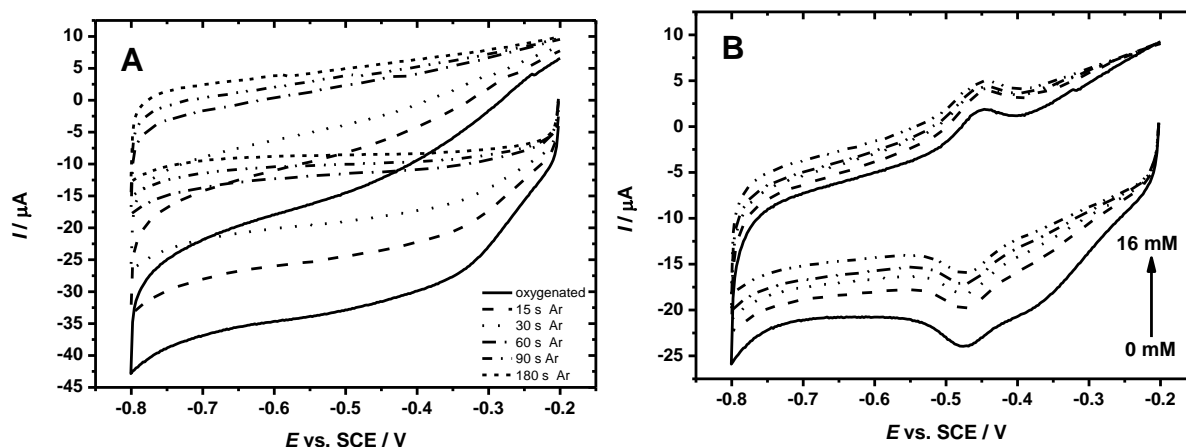 A
10
5
0
-5
-10
-15
-20
-25
-30
-35
-40
-45
I / μA
oxygenated
15 s Ar
30 s Ar
60 s Ar
90 s Ar
180 s Ar
-0.8 -0.7 -0.6 -0.5 -0.4 -0.3 -0.2
E vs. SCE / V
B
10
5
0
-5
-10
-15
-20
-25
I / μA
16 mM
0 mM
-0.8 -0.7 -0.6 -0.5 -0.4 -0.3 -0.2
E vs. SCE / V